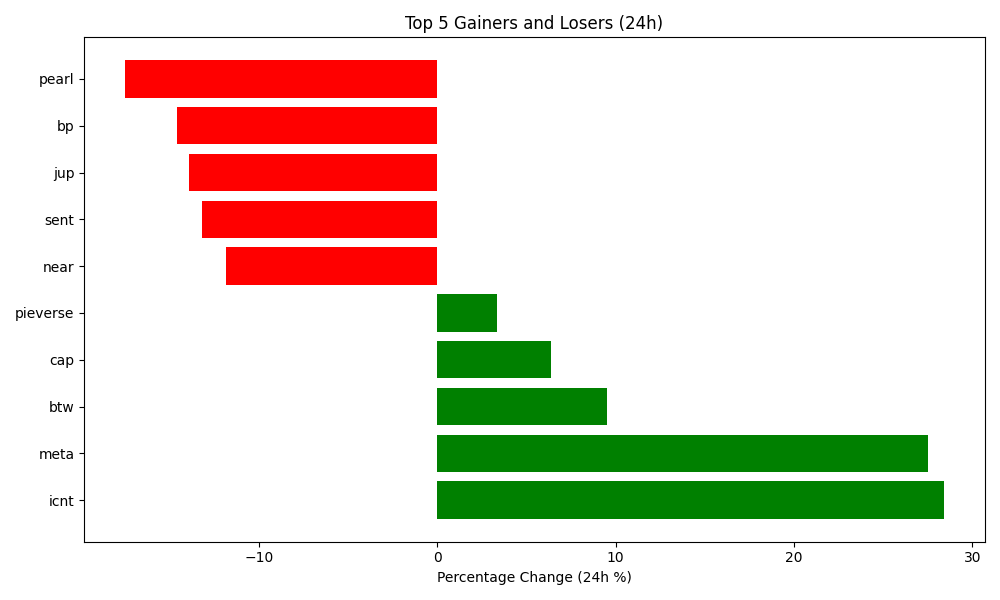 Top 5 Gainers and Losers (24h)
pearl
bp
jup
sent
near
pieverse
cap
btw
meta
icnt
−10 0 10 20 30
Percentage Change (24h %)